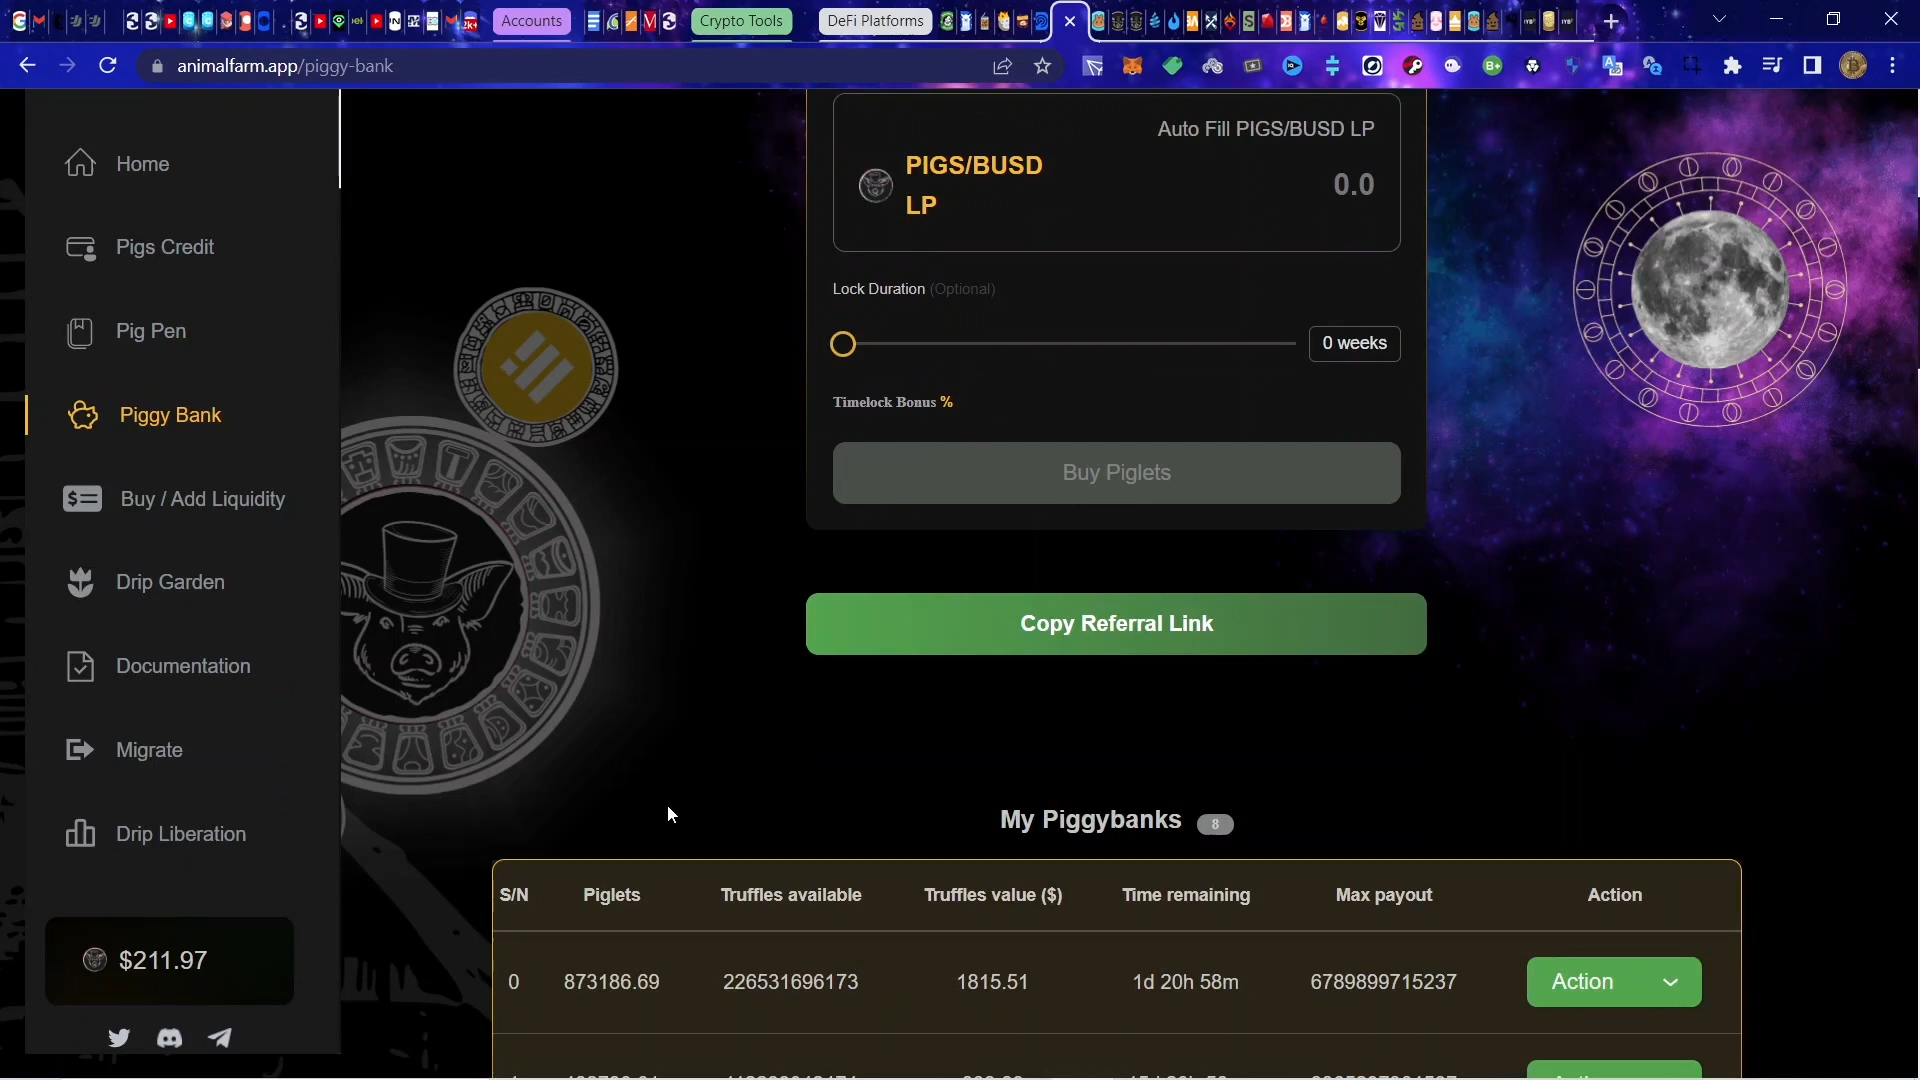 Accounts
Crypto Tools
DeFi Platforms
animalfarm.app/piggy-bank
Home
Pigs Credit
Pig Pen
Piggy Bank
Buy / Add Liquidity
Drip Garden
Documentation
Migrate
Drip Liberation
$211.97
Auto Fill PIGS/BUSD LP
PIGS/BUSD
LP
0.0
Lock Duration (Optional)
0 weeks
Timelock Bonus %
Buy Piglets
Copy Referral Link
My Piggybanks 8
S/N Piglets Truffles available Truffles value ($) Time remaining Max payout Action
0 873186.69 226531696173 1815.51 1d 20h 58m 6789899715237 Action